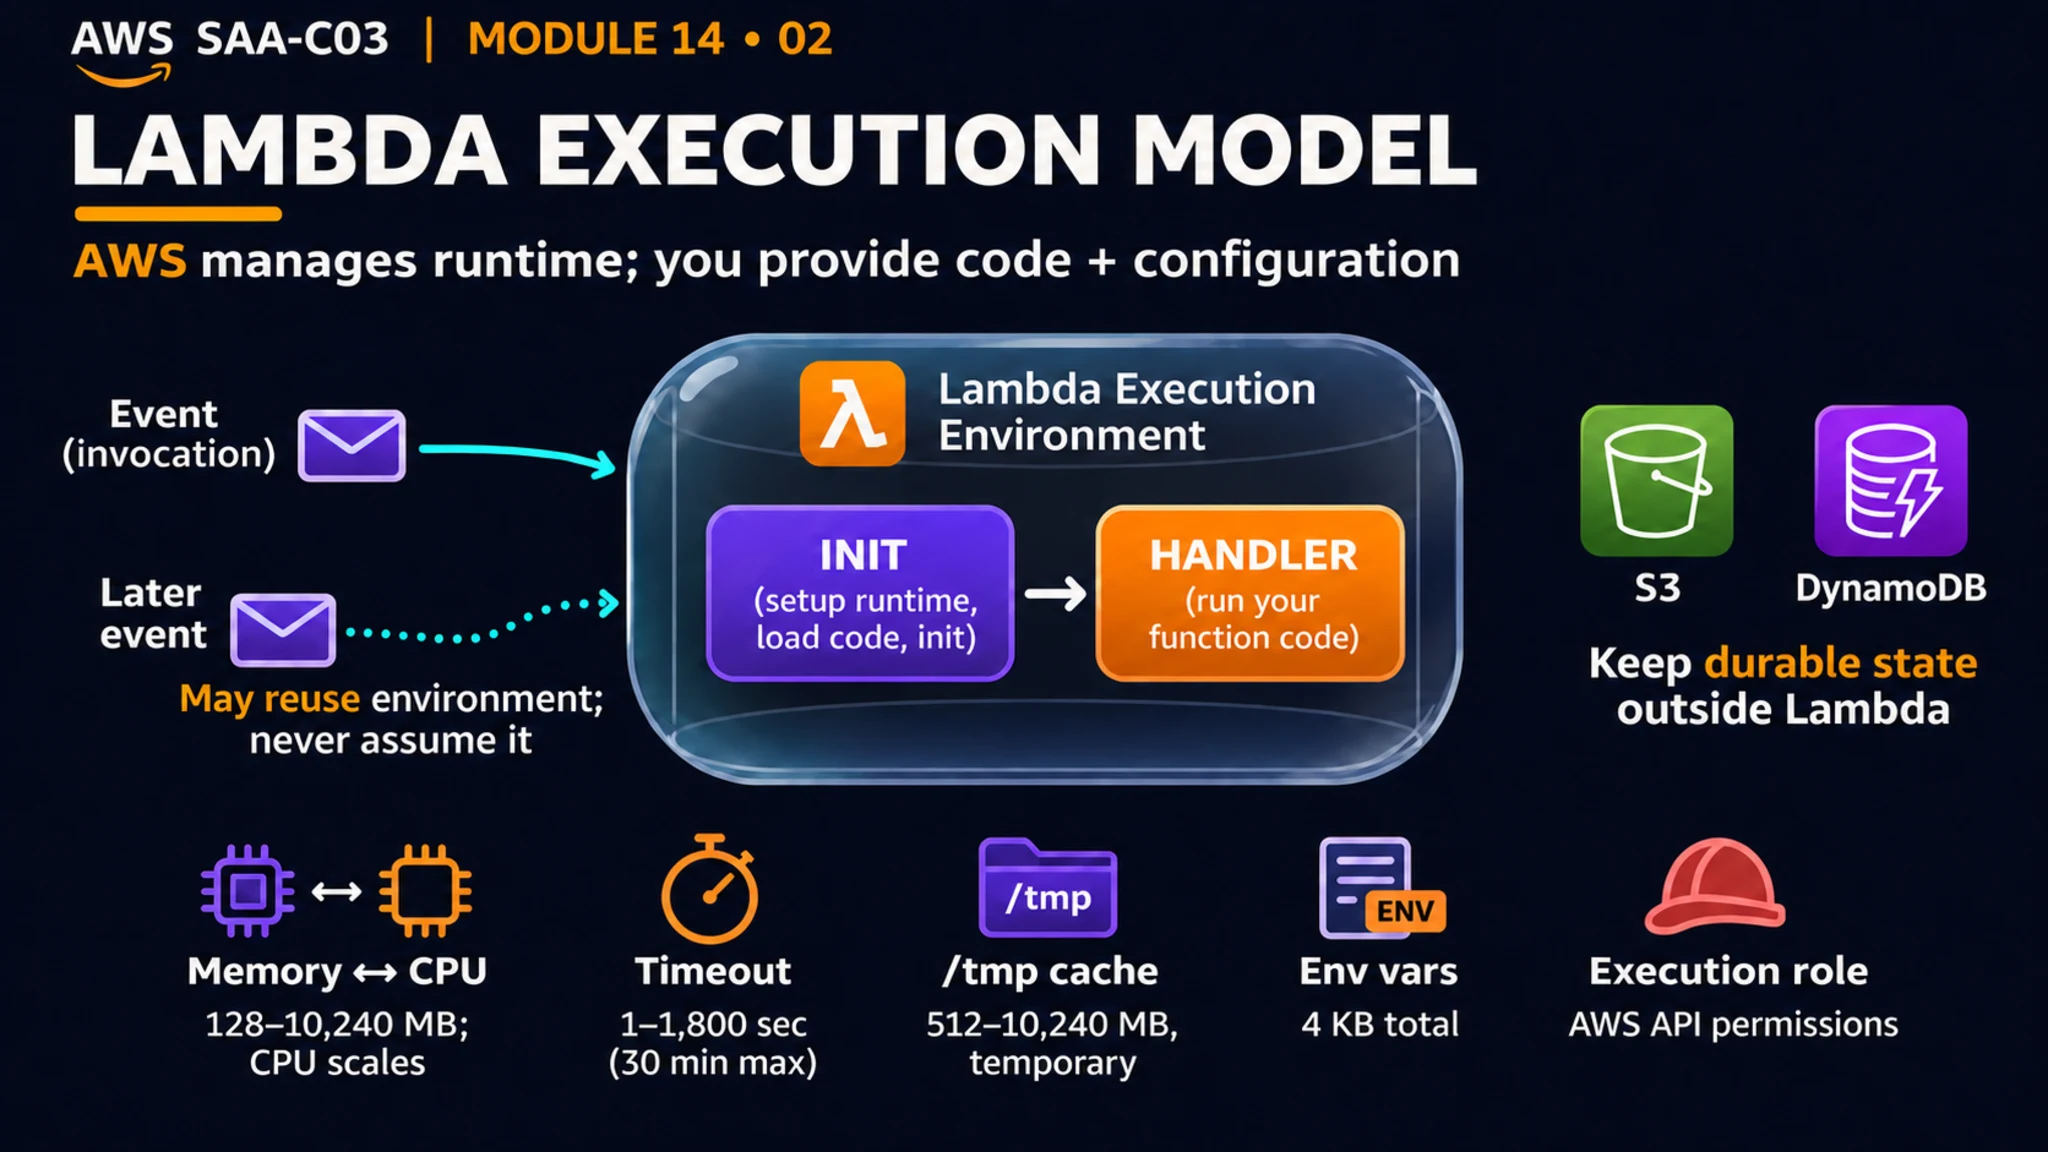 AWS SAA-C03 | MODULE 14 • 02
LAMBDA EXECUTION MODEL
AWS manages runtime; you provide code + configuration
Event
(invocation)
Later
event
May reuse environment;
never assume it
λ Lambda Execution
Environment
INIT
(setup runtime,
load code, init)
HANDLER
(run your
function code)
S3
DynamoDB
Keep durable state
outside Lambda
Memory ↔ CPU
128–10,240 MB;
CPU scales
Timeout
1–1,800 sec
(30 min max)
/tmp
/tmp cache
512–10,240 MB,
temporary
ENV
Env vars
4 KB total
Execution role
AWS API permissions